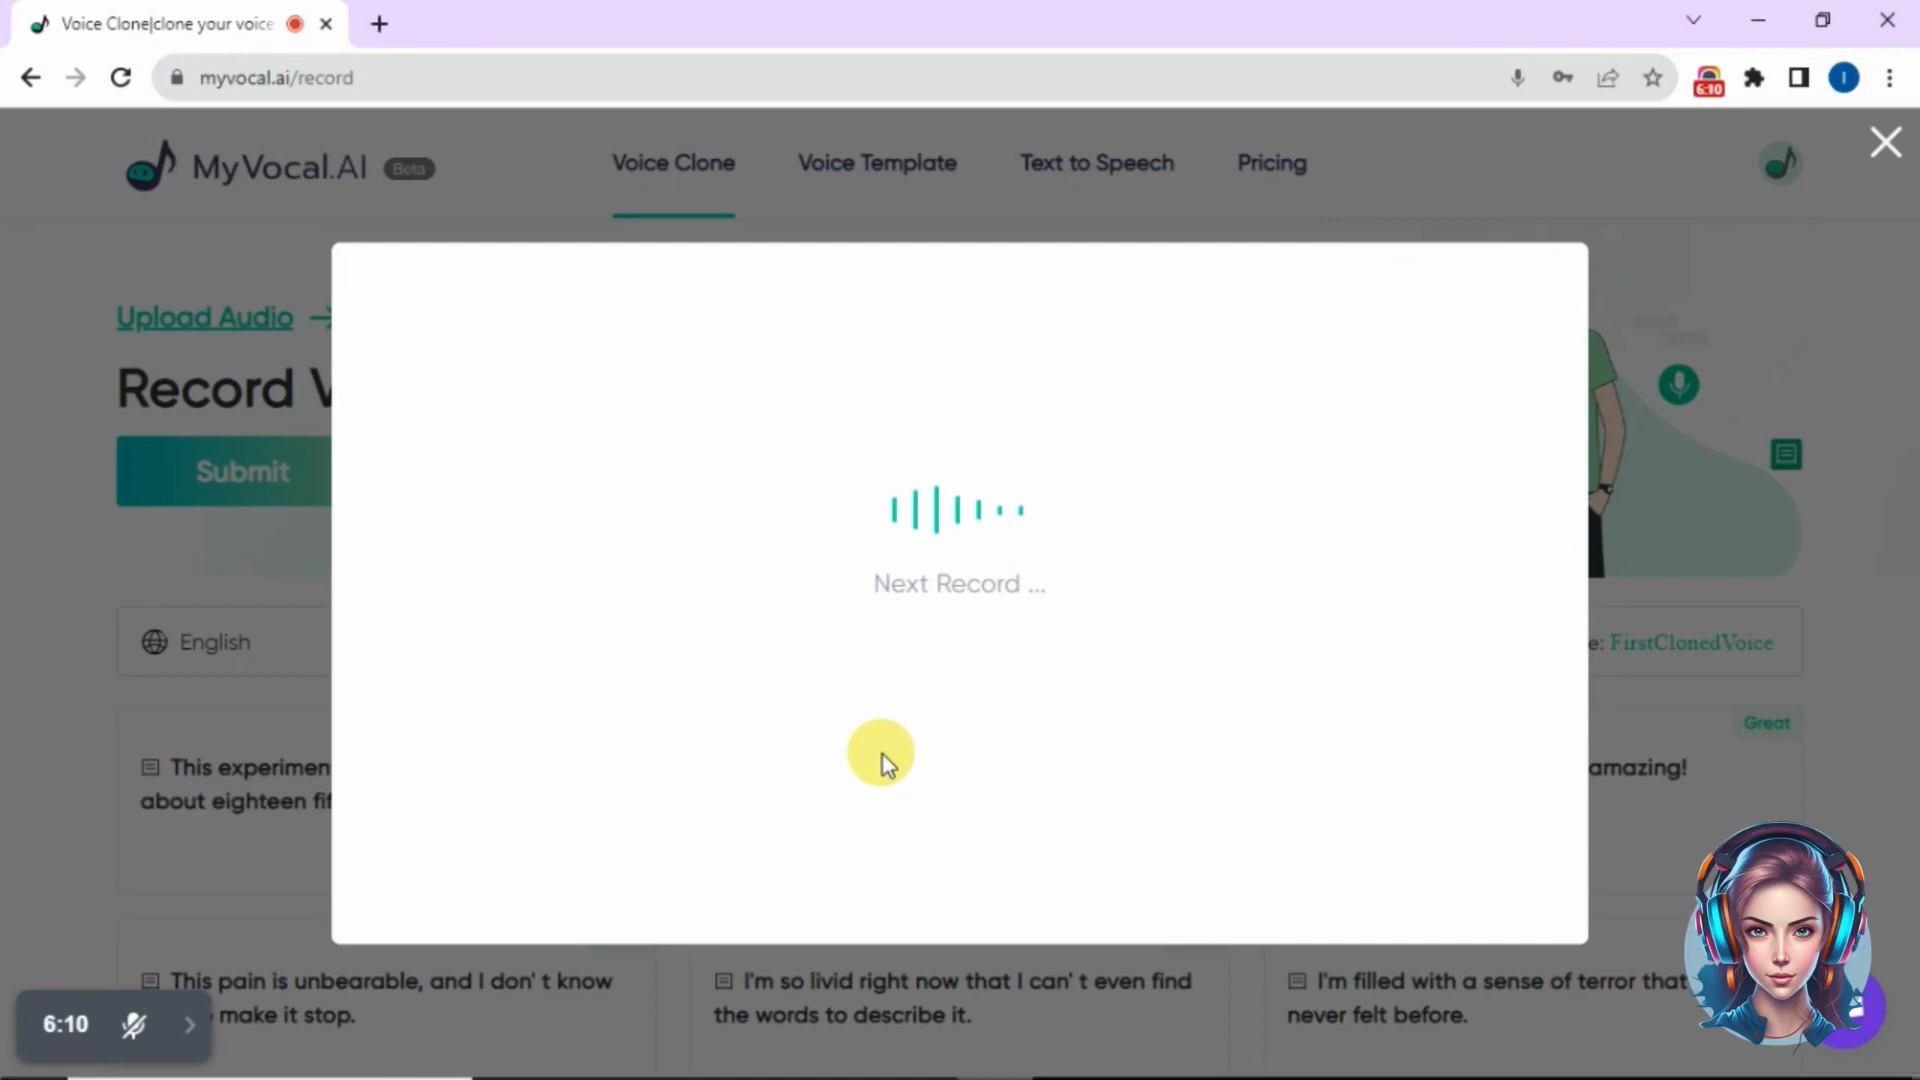 Voice Clone|clone your voice
myvocal.ai/record
6:10
I
MyVocal.AI
Beta
Voice Clone
Voice Template
Text to Speech
Pricing
Upload Audio
Record
Submit
Next Record ...
English
e: FirstClonedVoice
Great
This experimen
about eighteen fif
amazing!
This pain is unbearable, and I don' t know
make it stop.
I'm so livid right now that I can' t even find
the words to describe it.
I'm filled with a sense of terror that
never felt before.
6:10